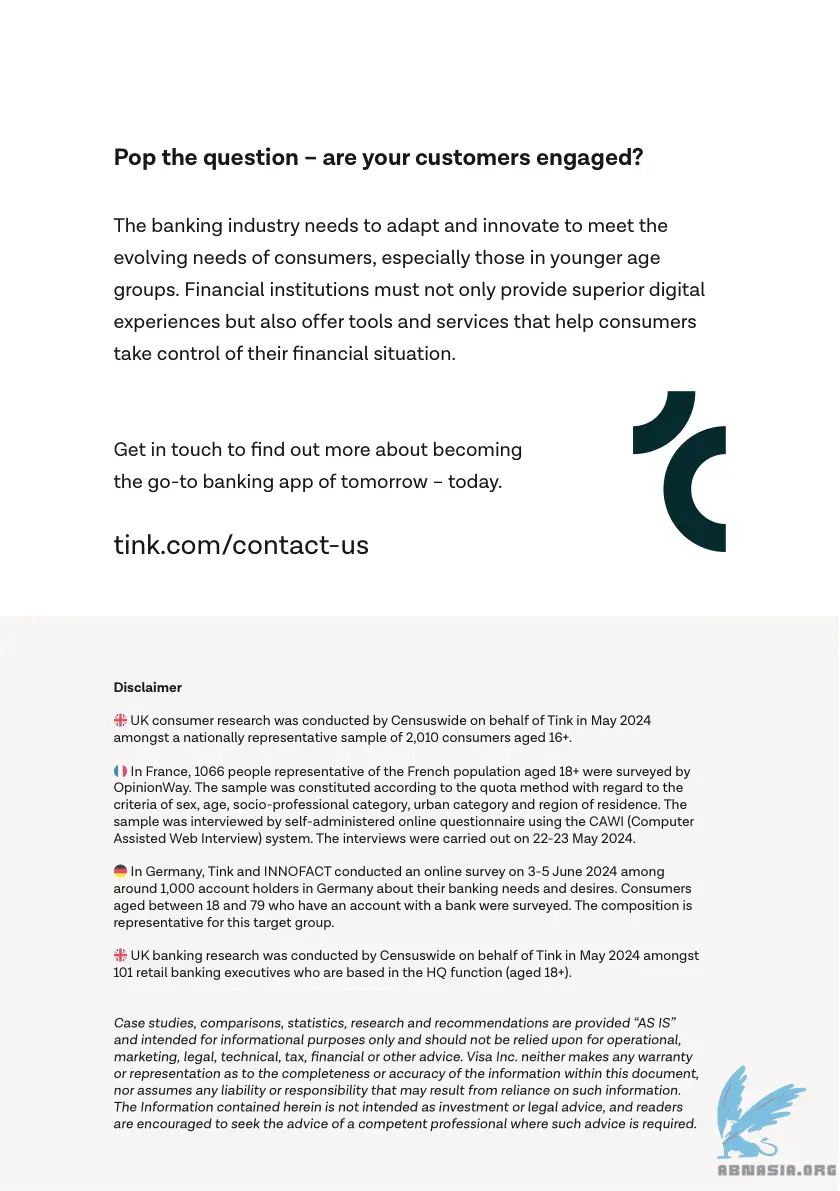 Pop the question – are your customers engaged?
The banking industry needs to adapt and innovate to meet the
evolving needs of consumers, especially those in younger age
groups. Financial institutions must not only provide superior digital
experiences but also offer tools and services that help consumers
take control of their financial situation.
Get in touch to find out more about becoming
the go-to banking app of tomorrow – today.
tink.com/contact-us
Disclaimer
UK consumer research was conducted by Censuswide on behalf of Tink in May 2024
amongst a nationally representative sample of 2,010 consumers aged 16+.
In France, 1066 people representative of the French population aged 18+ were surveyed by
OpinionWay. The sample was constituted according to the quota method with regard to the
criteria of sex, age, socio-professional category, urban category and region of residence. The
sample was interviewed by self-administered online questionnaire using the CAWI (Computer
Assisted Web Interview) system. The interviews were carried out on 22-23 May 2024.
In Germany, Tink and INNOFACT conducted an online survey on 3-5 June 2024 among
around 1,000 account holders in Germany about their banking needs and desires. Consumers
aged between 18 and 79 who have an account with a bank were surveyed. The composition is
representative for this target group.
UK banking research was conducted by Censuswide on behalf of Tink in May 2024 amongst
101 retail banking executives who are based in the HQ function (aged 18+).
Case studies, comparisons, statistics, research and recommendations are provided “AS IS”
and intended for informational purposes only and should not be relied upon for operational,
marketing, legal, technical, tax, financial or other advice. Visa Inc. neither makes any warranty
or representation as to the completeness or accuracy of the information within this document,
nor assumes any liability or responsibility that may result from reliance on such information.
The Information contained herein is not intended as investment or legal advice, and readers
are encouraged to seek the advice of a competent professional where such advice is required.
ABNASIA.ORG